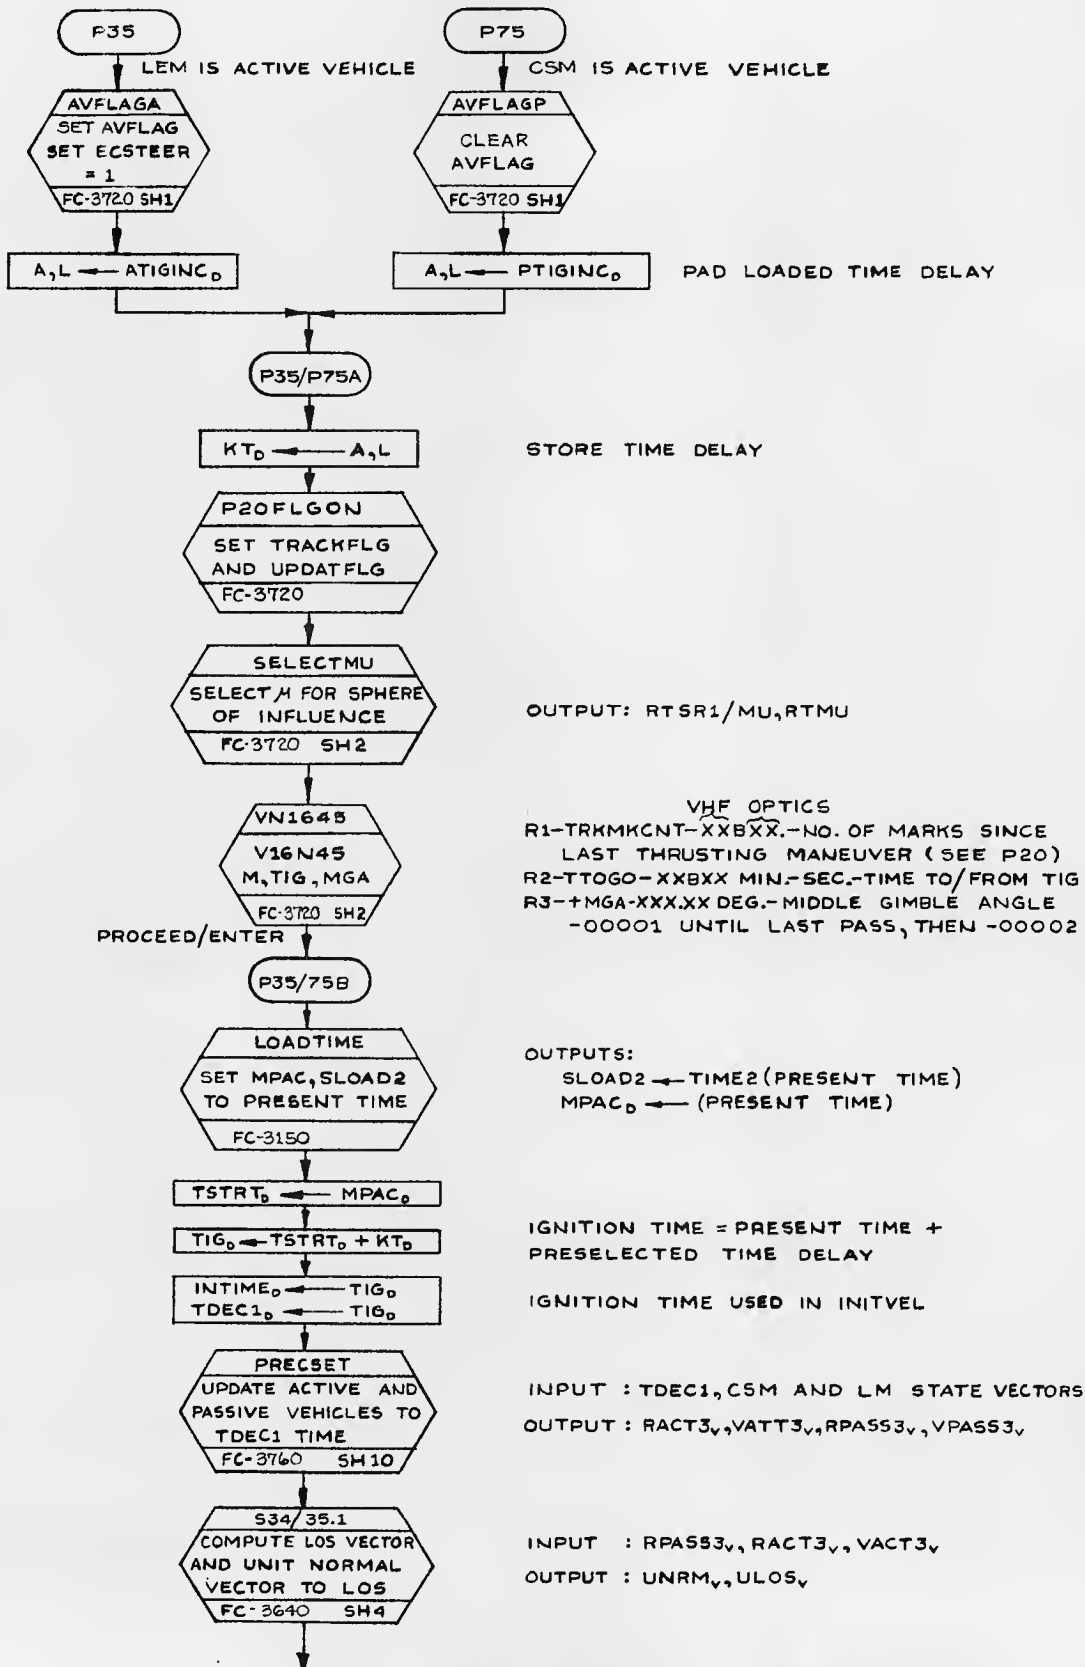 P35
P75
LEM IS ACTIVE VEHICLE
CSM IS ACTIVE VEHICLE
AVFLAGA
SET AVFLAG
SET ECSTEER
= 1
FC-3720 SH1
AVFLAGP
CLEAR
AVFLAG
FC-3720 SH1
A,L ← ATIGINCD
A,L ← PTIGINCD
PAD LOADED TIME DELAY
P35/P75A
KTD ← A,L
STORE TIME DELAY
P20FLGON
SET TRACKFLG
AND UPDATFLG
FC-3720
SELECTMU
SELECT μ FOR SPHERE
OF INFLUENCE
FC-3720 SH2
OUTPUT: RTSR1/MU,RTMU
VN1645
V16N45
M,TIG,MGA
FC-3720 SH2
VHF OPTICS
R1-TRKMKCNT-XXBXX.-NO. OF MARKS SINCE
LAST THRUSTING MANEUVER (SEE P20)
R2-TTOGO-XXBXX MIN.-SEC.-TIME TO/FROM TIG
R3-+MGA-XXX.XX DEG.-MIDDLE GIMBLE ANGLE
-00001 UNTIL LAST PASS, THEN -00002
PROCEED/ENTER
P35/75B
LOADTIME
SET MPAC,SLOAD2
TO PRESENT TIME
FC-3150
OUTPUTS:
SLOAD2 ← TIME2 (PRESENT TIME)
MPACD ← (PRESENT TIME)
TSTRTD ← MPACD
TIGD ← TSTRTD + KTD
IGNITION TIME = PRESENT TIME +
PRESELECTED TIME DELAY
INTIMED ← TIGD
TDEC1D ← TIGD
IGNITION TIME USED IN INITVEL
PRECSET
UPDATE ACTIVE AND
PASSIVE VEHICLES TO
TDEC1 TIME
FC-3760 SH10
INPUT : TDEC1, CSM AND LM STATE VECTORS
OUTPUT : RACT3V,VATT3V,RPASS3V,VPASS3V
S34/35.1
COMPUTE LOS VECTOR
AND UNIT NORMAL
VECTOR TO LOS
FC-3640 SH4
INPUT : RPASS3V, RACT3V, VACT3V
OUTPUT : UNRMV,ULOSV